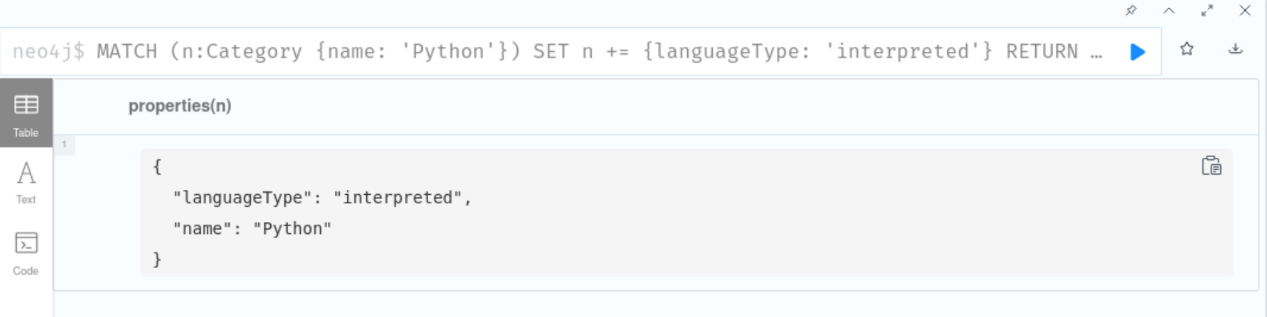 neo4j$ MATCH (n:Category {name: 'Python'}) SET n += {languageType: 'interpreted'} RETURN …
properties(n)
Table
1
{
"languageType": "interpreted",
"name": "Python"
}
A
Text
Code